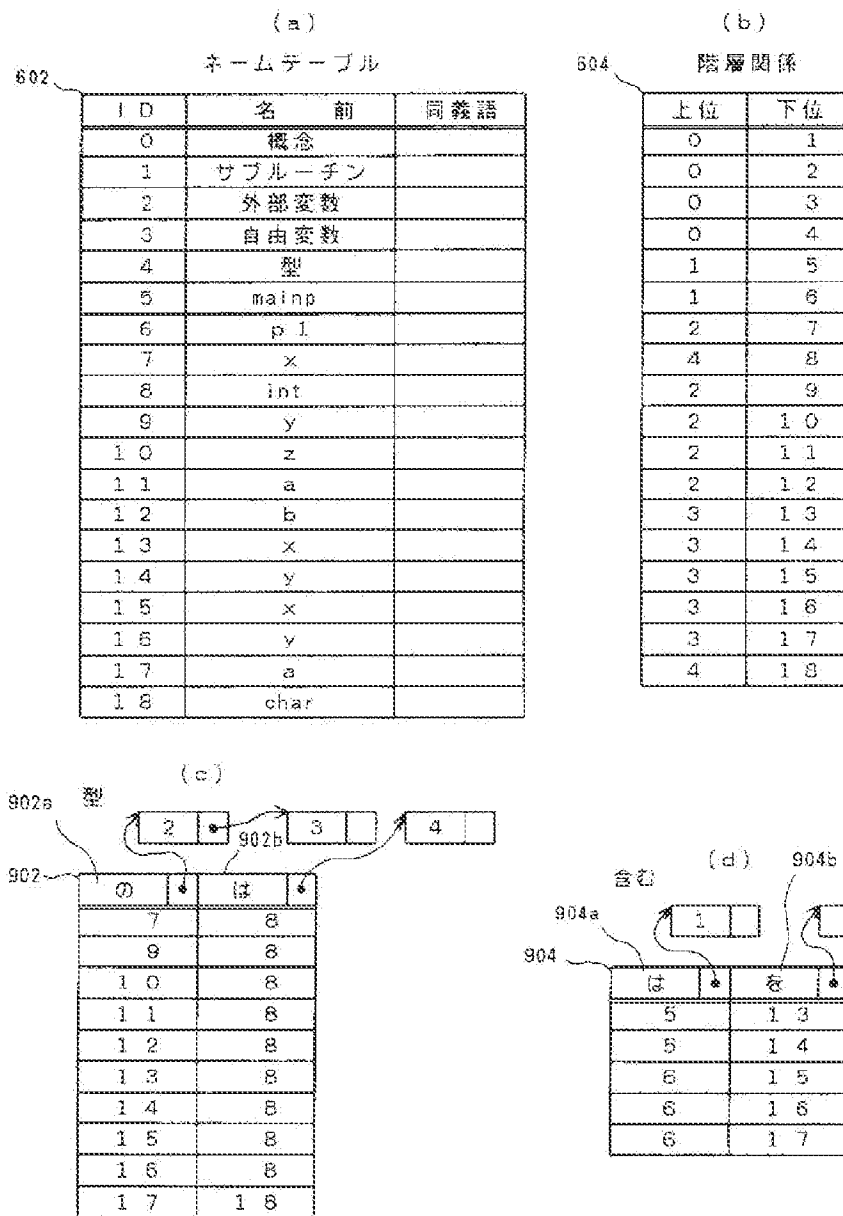 (a)
ネームテーブル
602
ID 名 前 同義語
0 概念
1 サブルーチン
2 外部変数
3 自由変数
4 型
5 mainp
6 p1
7 x
8 int
9 y
10 z
11 a
12 b
13 x
14 y
15 x
16 y
17 a
18 char
(b)
604 階層関係
上位 下位
0 1
0 2
0 3
0 4
1 5
1 6
2 7
4 8
2 9
2 10
2 11
2 12
3 13
3 14
3 15
3 16
3 17
4 18
(c)
902a 型
2 3 4
902b
902 の は
7 8
9 8
10 8
11 8
12 8
13 8
14 8
15 8
16 8
17 18
(d)
含む 904b
904a 1
904 は を
5 13
5 14
6 15
6 16
6 17